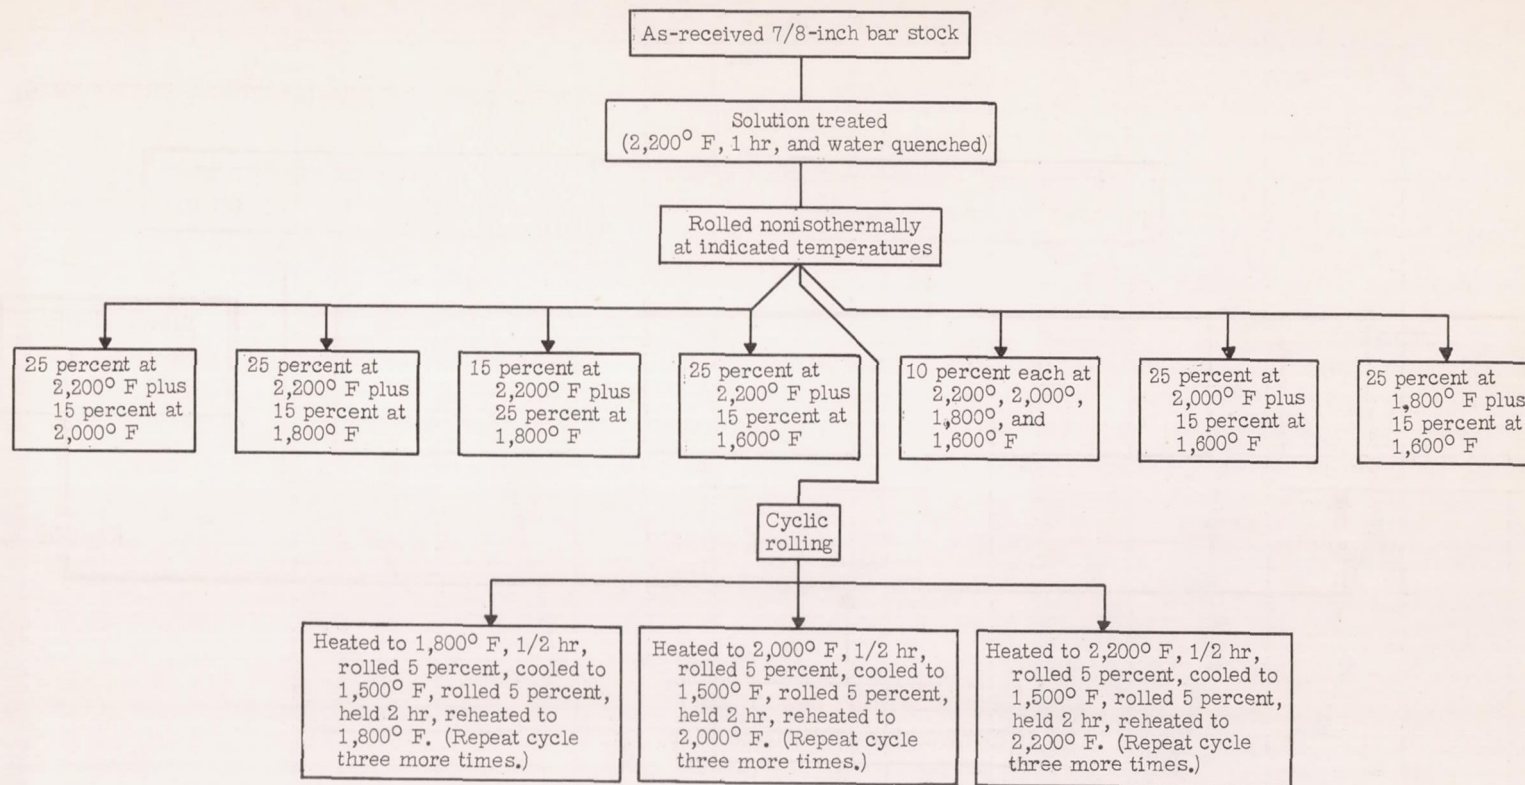 As-received 7/8-inch bar stock
Solution treated
(2,200° F, 1 hr, and water quenched)
Rolled nonisothermally
at indicated temperatures
25 percent at
2,200° F plus
15 percent at
2,000° F
25 percent at
2,200° F plus
15 percent at
1,800° F
15 percent at
2,200° F plus
25 percent at
1,800° F
25 percent at
2,200° F plus
15 percent at
1,600° F
10 percent each at
2,200°, 2,000°,
1,800°, and
1,600° F
25 percent at
2,000° F plus
15 percent at
1,600° F
25 percent at
1,800° F plus
15 percent at
1,600° F
Cyclic
rolling
Heated to 1,800° F, 1/2 hr,
rolled 5 percent, cooled to
1,500° F, rolled 5 percent,
held 2 hr, reheated to
1,800° F. (Repeat cycle
three more times.)
Heated to 2,000° F, 1/2 hr,
rolled 5 percent, cooled to
1,500° F, rolled 5 percent,
held 2 hr, reheated to
2,000° F. (Repeat cycle
three more times.)
Heated to 2,200° F, 1/2 hr,
rolled 5 percent, cooled to
1,500° F, rolled 5 percent,
held 2 hr, reheated to
2,200° F. (Repeat cycle
three more times.)